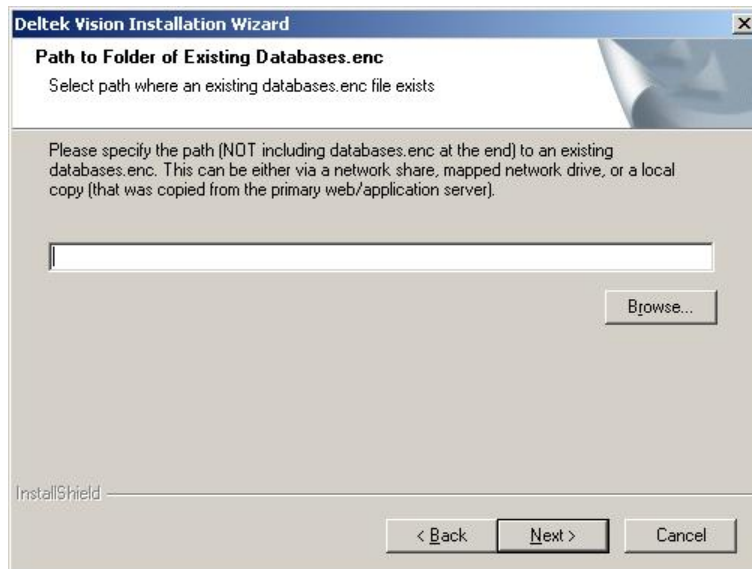 Deltek Vision Installation Wizard
Path to Folder of Existing Databases.enc
Select path where an existing databases.enc file exists
Please specify the path (NOT including databases.enc at the end) to an existing
databases.enc. This can be either via a network share, mapped network drive, or a local
copy (that was copied from the primary web/application server).
Browse...
InstallShield
< Back
Next >
Cancel